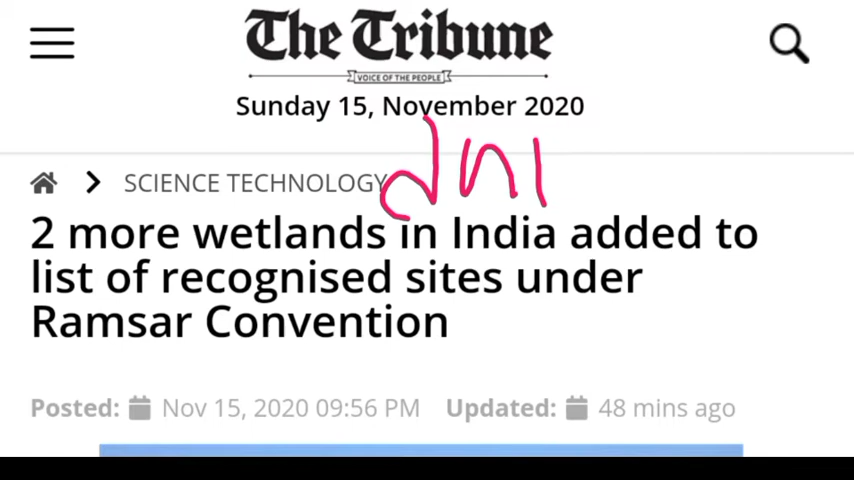 The Tribune
VOICE OF THE PEOPLE
Sunday 15, November 2020
SCIENCE TECHNOLOGY
2 more wetlands in India added to
list of recognised sites under
Ramsar Convention
Posted: Nov 15, 2020 09:56 PM Updated: 48 mins ago